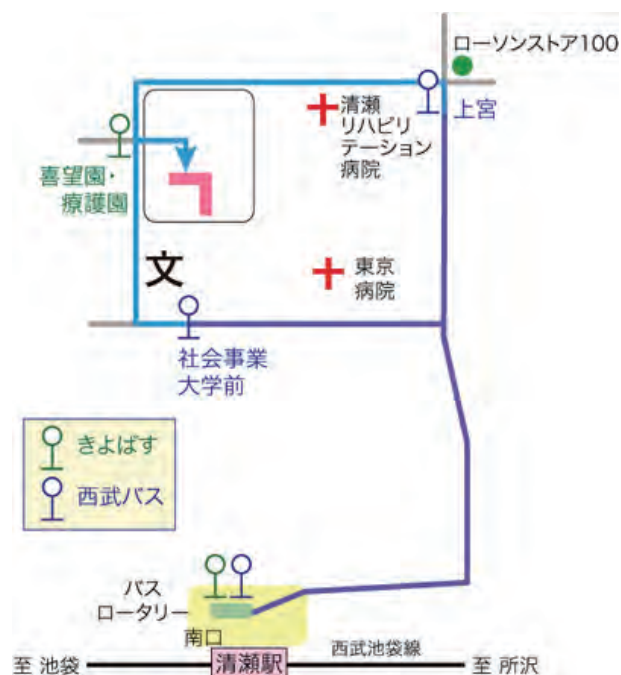 ローソンストア100
上宮
清瀬
リハビリ
テーション
病院
喜望園・
療護園
文
東京
病院
社会事業
大学前
きよばす
西武バス
バス
ロータリー
南口
西武池袋線
至 池袋
清瀬駅
至 所沢